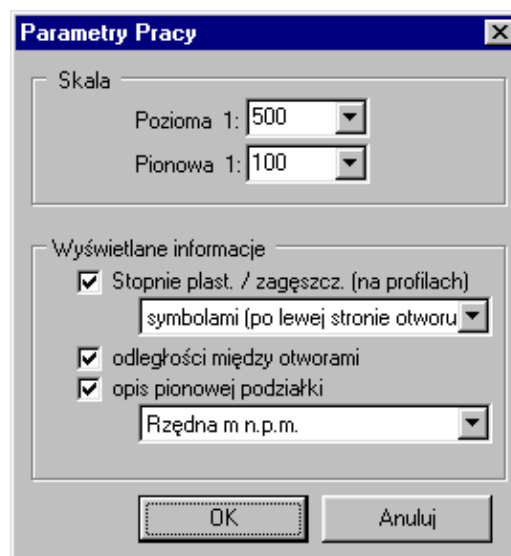 Parametry Pracy
Skala
Pozioma 1: 500
Pionowa 1: 100
Wyświetlane informacje
Stopnie plast. / zagęszcz. (na profilach)
symbolami (po lewej stronie otworu
odległości między otworami
opis pionowej podziałki
Rzędna m n.p.m.
OK Anuluj